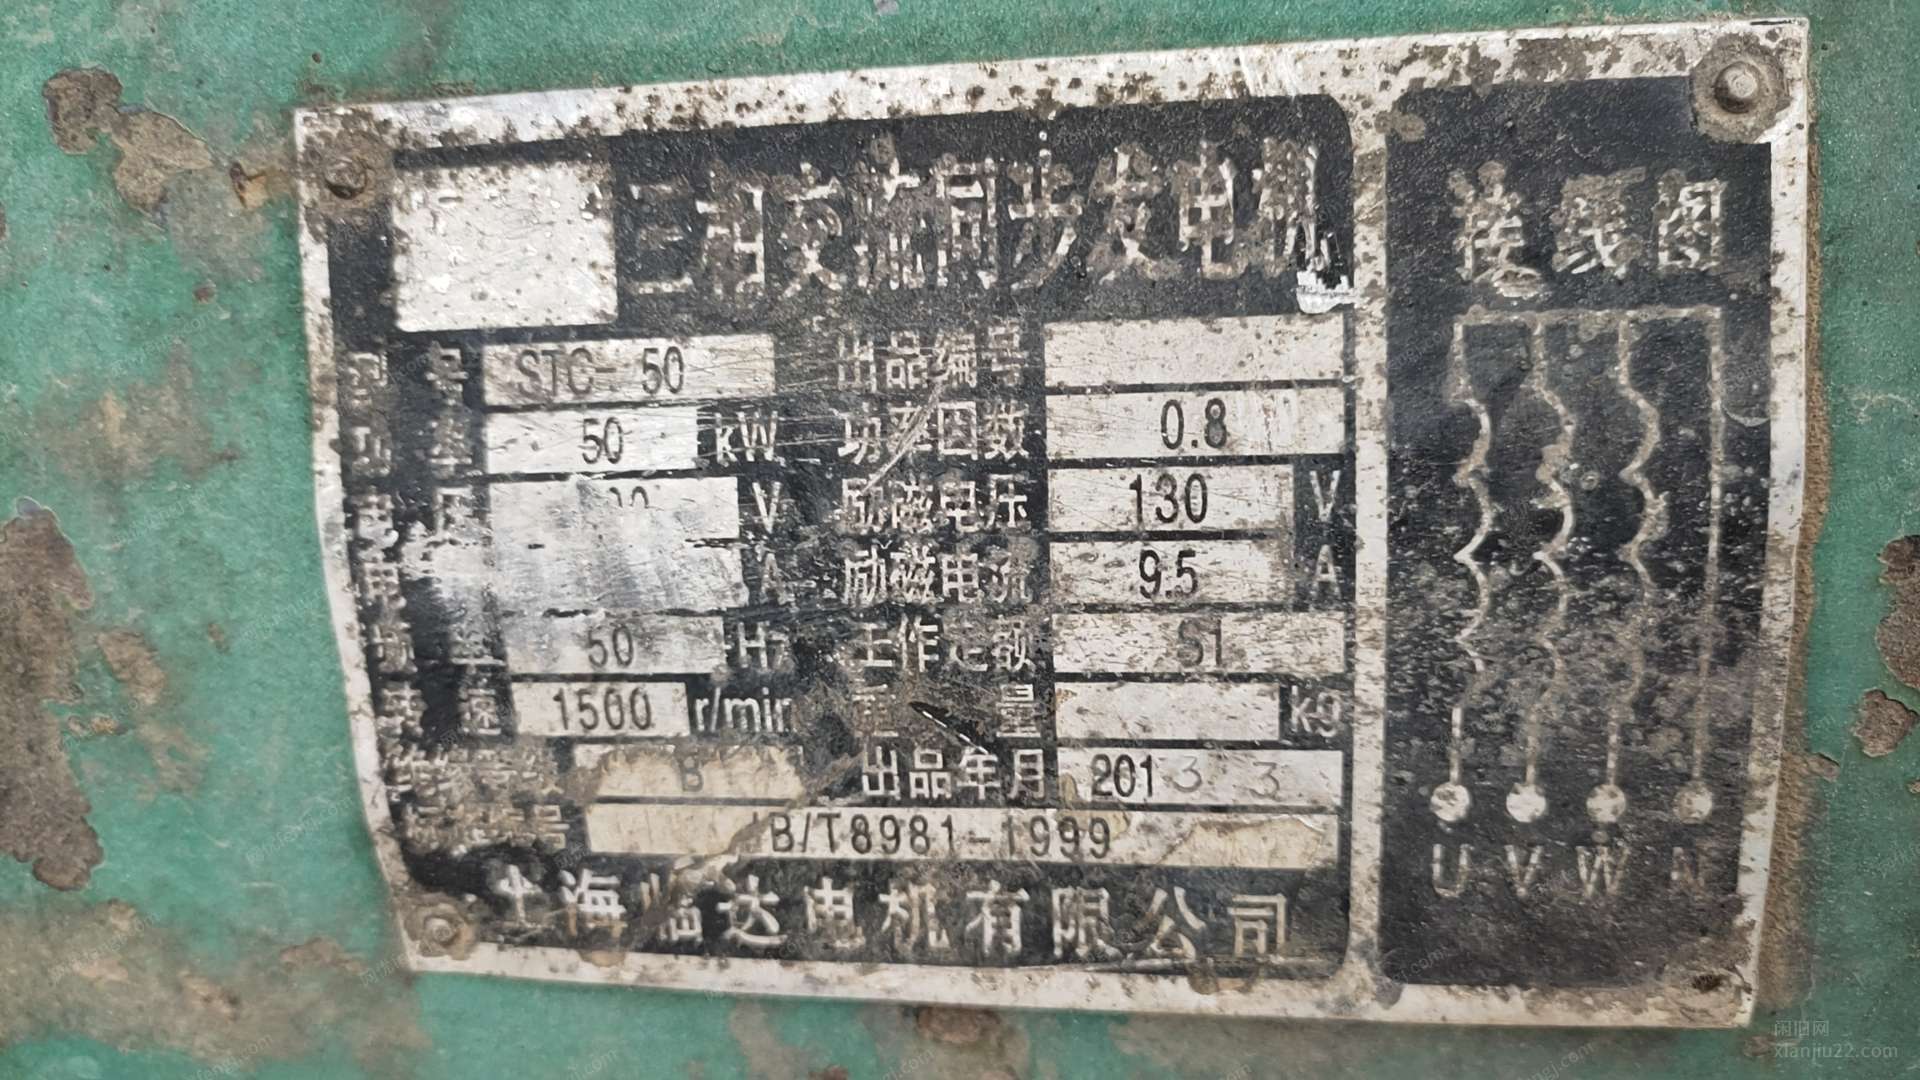 三相交流同步发电机
接线图
型号 STC-50 出品编号
功率 50 kW 功率因数 0.8
电压 V 励磁电压 130 V
电 A 励磁电流 9.5 A
频率 50 Hz 工作定额 S1
转速 1500 r/min 重量 kg
绝缘等级 B 出品年月 2013 3
号 JB/T8981-1999
上海临达电机有限公司
U V W N
闲旧网
xianjiu22.com